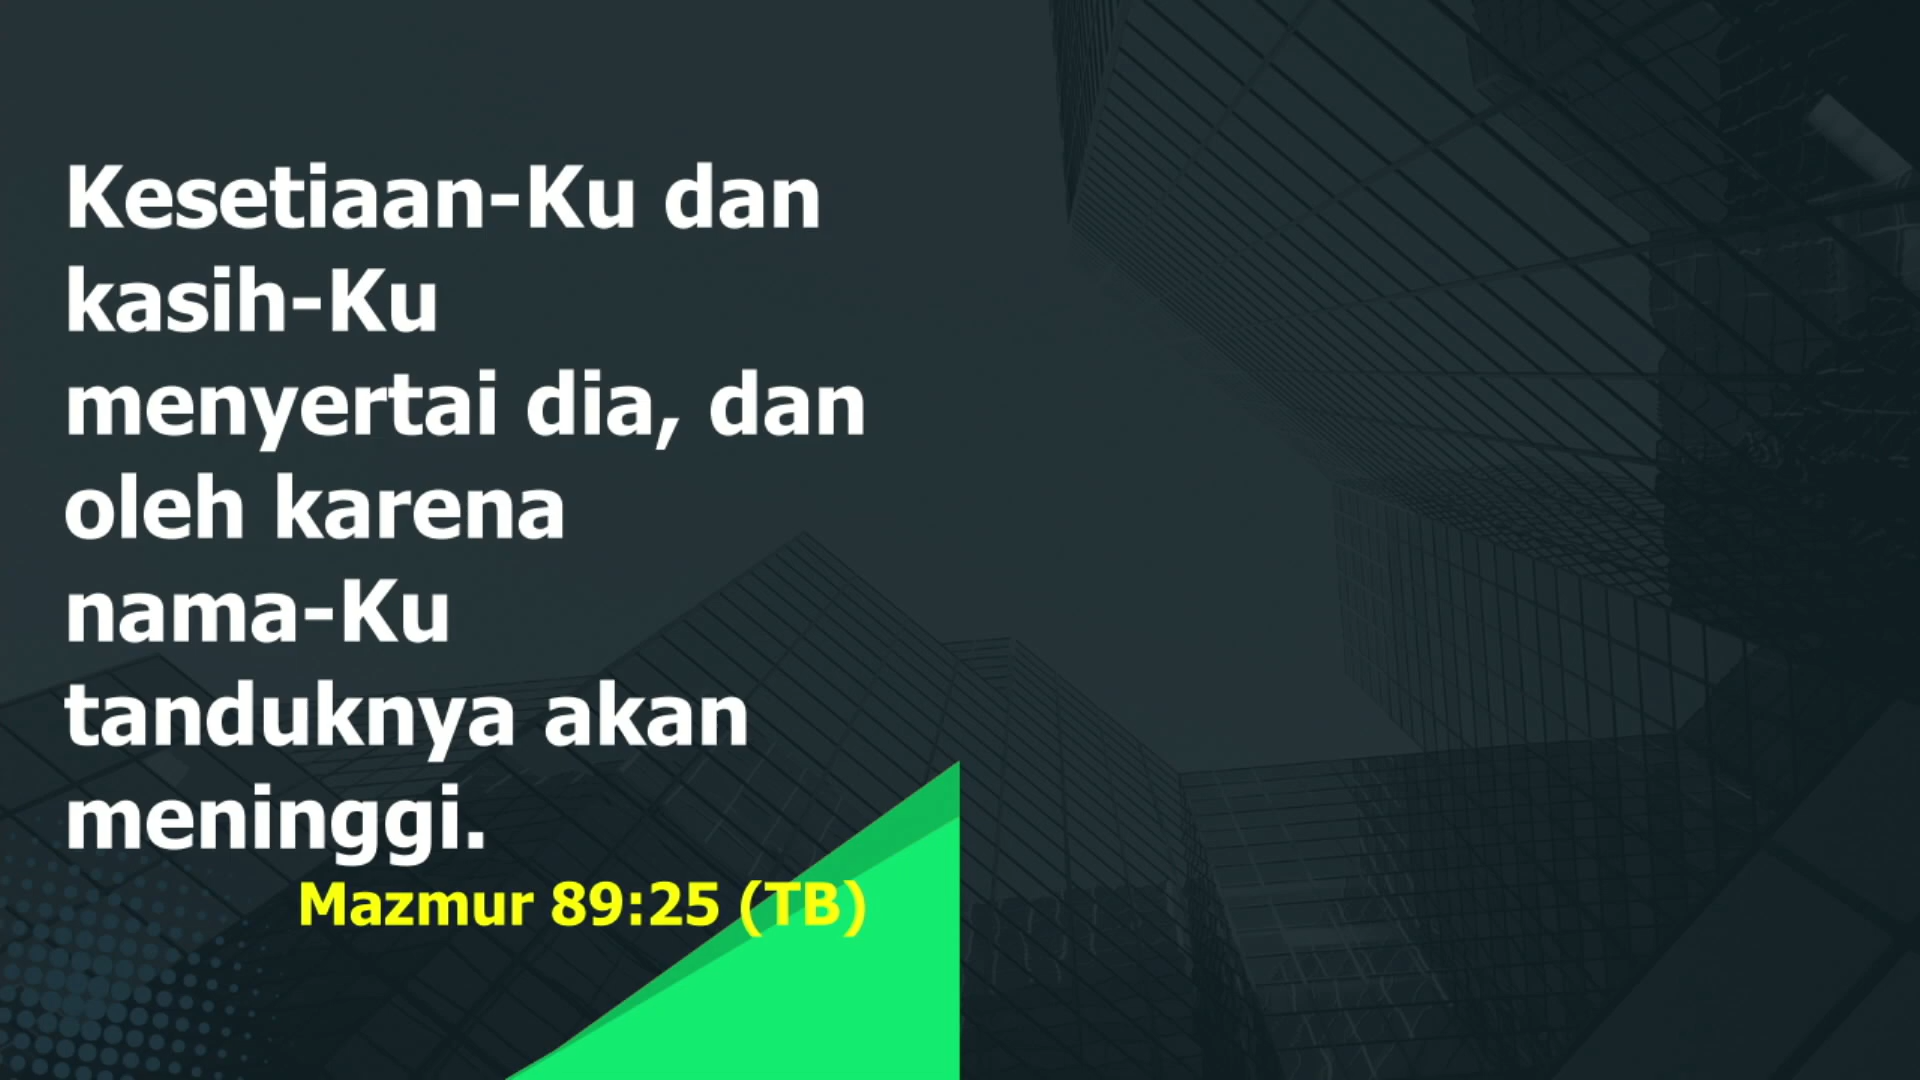 Kesetiaan-Ku dan
kasih-Ku
menyertai dia, dan
oleh karena
nama-Ku
tanduknya akan
meninggi.
Mazmur 89:25 (TB)